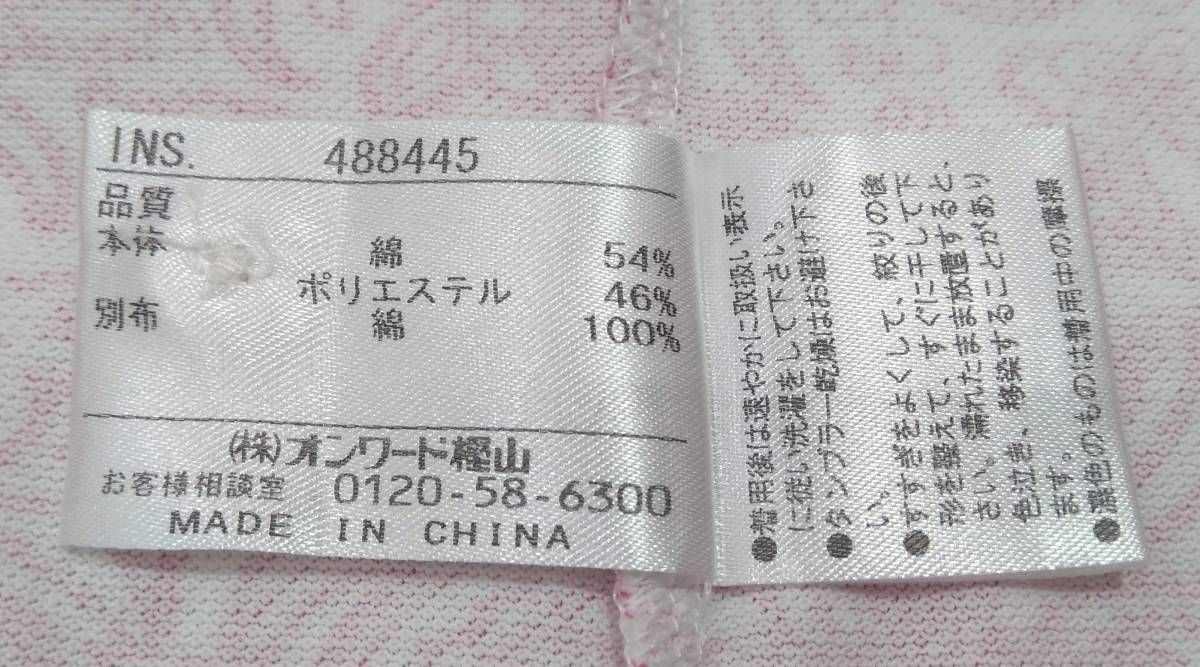 INS. 488445
品質
本体 綿 54%
ポリエステル 46%
別布 綿 100%
(株)オンワード樫山
お客様相談室 0120-58-6300
MADE IN CHINA
●着用後は速やかに取扱い表示
に従い洗濯をして下さい。
●タンブラー乾燥はお避け下さ
い。
●すすぎをよくして、絞りの後
形を整えて、すぐに干して下
さい。濡れたまま放置すると、
色泣き、移染することがあり
ます。
●濃色のものは着用中の摩擦